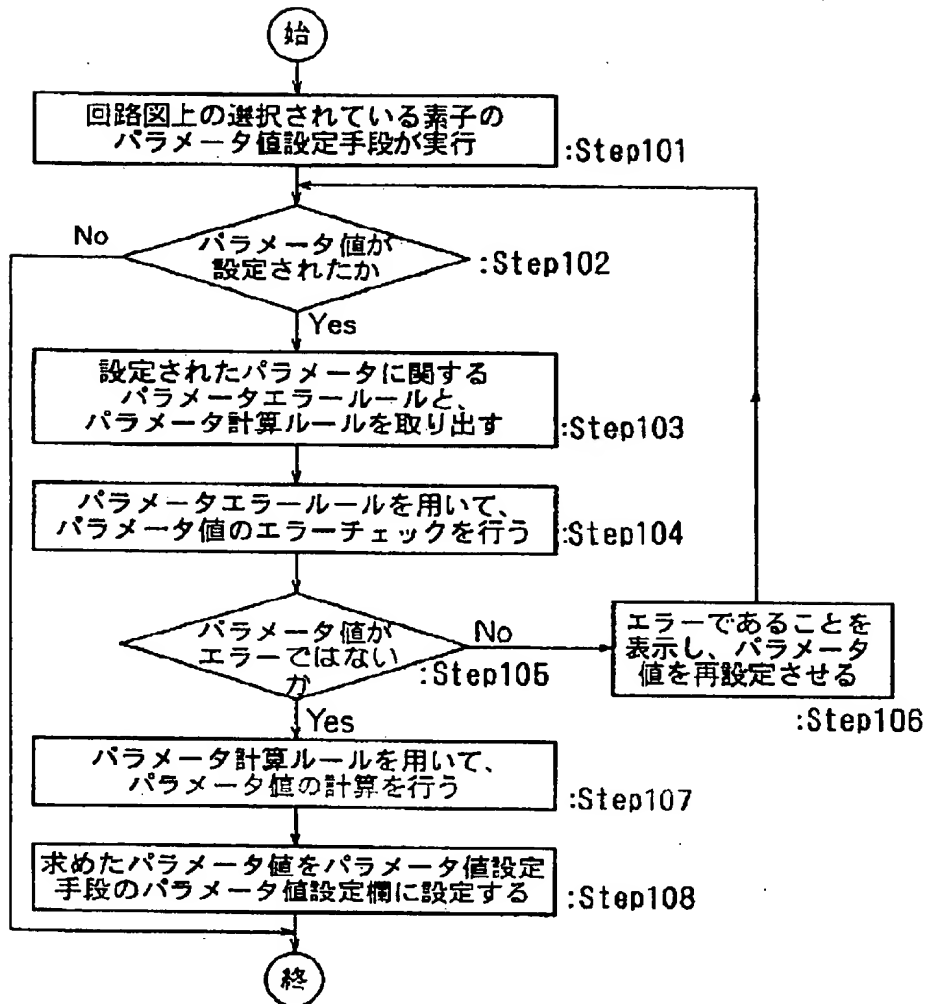 始
回路図上の選択されている素子の
パラメータ値設定手段が実行
:Step101
No
パラメータ値が
設定されたか
:Step102
Yes
設定されたパラメータに関する
パラメータエラールールと、
パラメータ計算ルールを取り出す
:Step103
パラメータエラールールを用いて、
パラメータ値のエラーチェックを行う
:Step104
パラメータ値が
エラーではない
か
:Step105
No
エラーであることを
表示し、パラメータ
値を再設定させる
:Step106
Yes
パラメータ計算ルールを用いて、
パラメータ値の計算を行う
:Step107
求めたパラメータ値をパラメータ値設定
手段のパラメータ値設定欄に設定する
:Step108
終